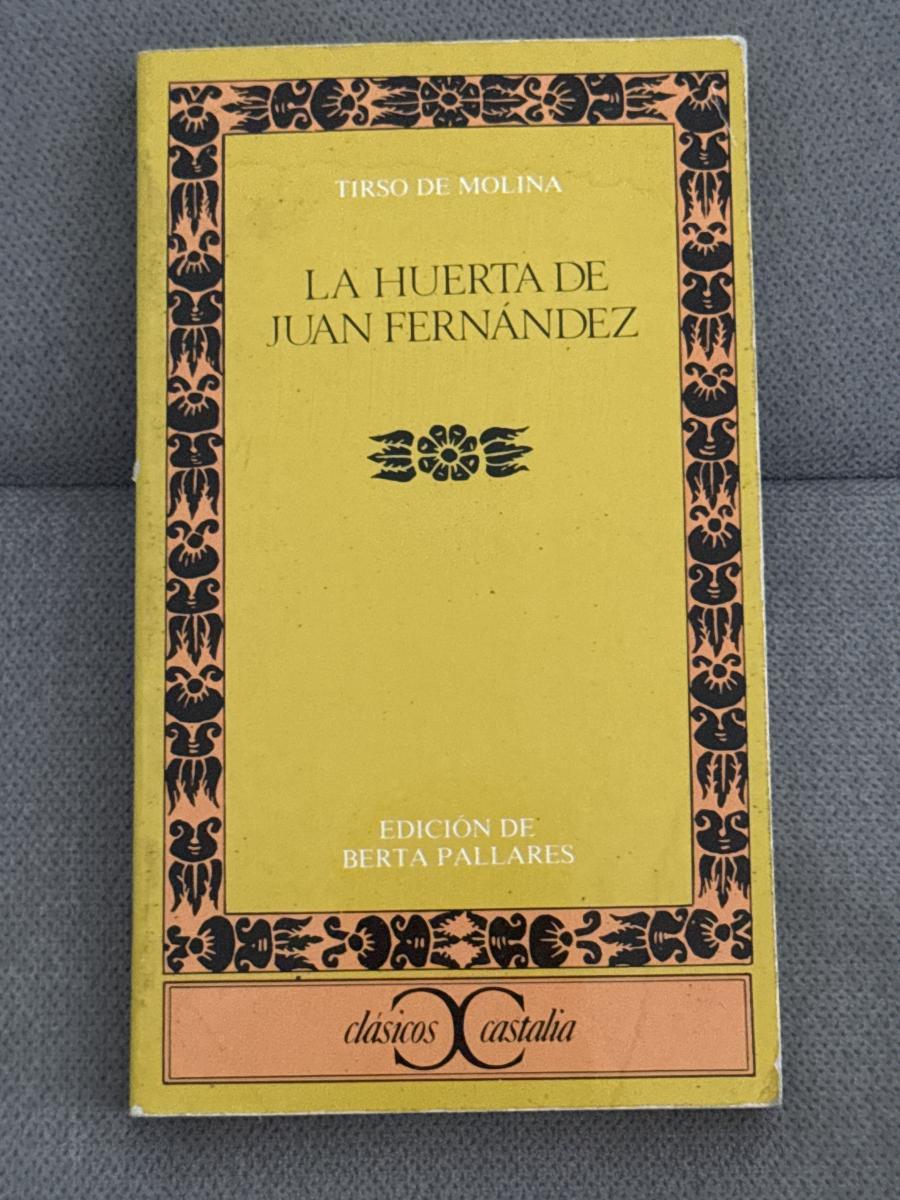 TIRSO DE MOLINA
LA HUERTA DE
JUAN FERNÁNDEZ
EDICIÓN DE
BERTA PALLARES
clásicos castalia